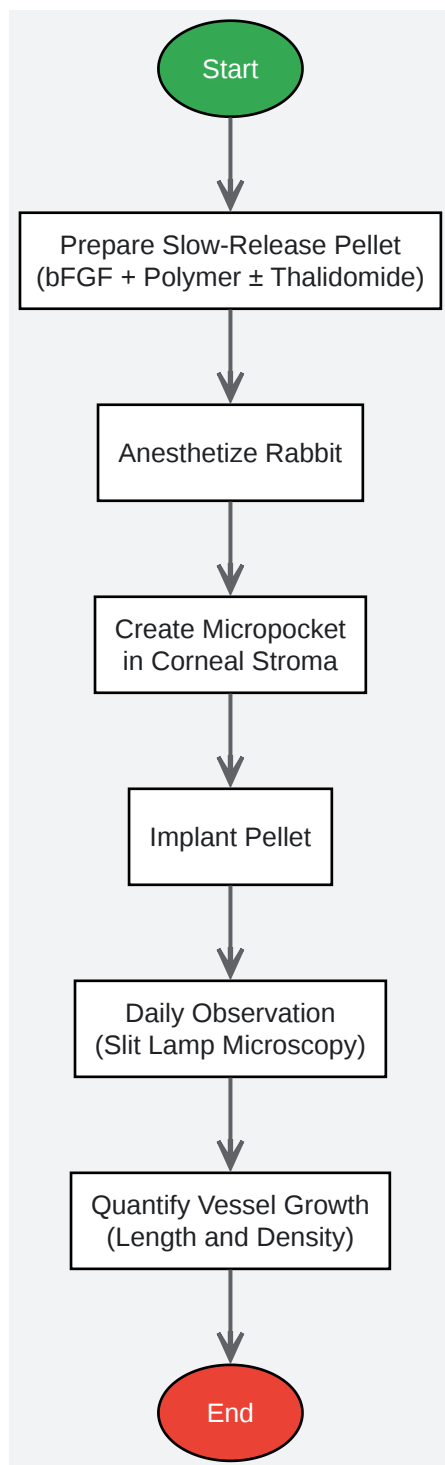 Start
Prepare Slow-Release Pellet
(bFGF + Polymer ± Thalidomide)
Anesthetize Rabbit
Create Micropocket
in Corneal Stroma
Implant Pellet
Daily Observation
(Slit Lamp Microscopy)
Quantify Vessel Growth
(Length and Density)
End